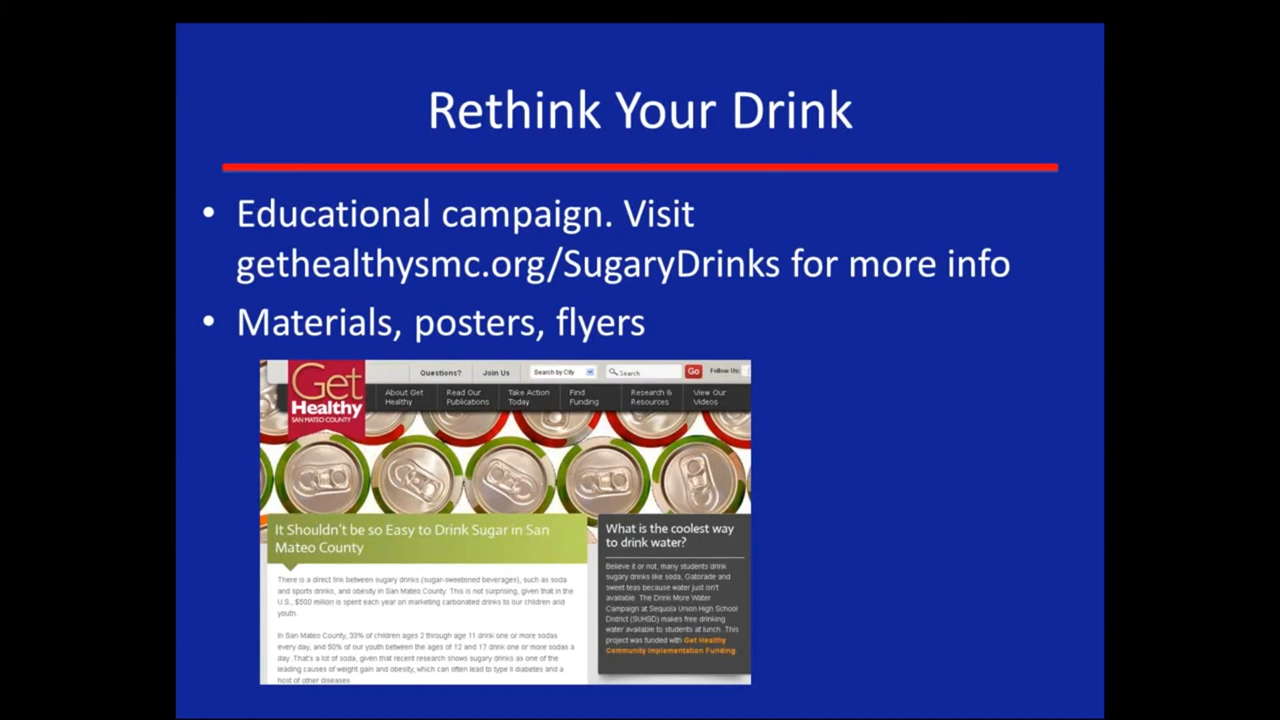 Rethink Your Drink
• Educational campaign. Visit
gethealthysmc.org/SugaryDrinks for more info
• Materials, posters, flyers
Get
Healthy
SAN MATEO COUNTY
Questions?
Join Us
Search by City
Search
Go
Follow Us:
About Get
Healthy
Read Our
Publications
Take Action
Today
Find
Funding
Research &
Resources
View Our
Videos
It Shouldn't be so Easy to Drink Sugar in San
Mateo County
There is a direct link between sugary drinks (sugar-sweetened beverages), such as soda
and sports drinks, and obesity in San Mateo County. This is not surprising, given that in the
U.S., $500 million is spent each year on marketing carbonated drinks to our children and
youth.
In San Mateo County, 33% of children ages 2 through age 11 drink one or more sodas
every day, and 50% of our youth between the ages of 12 and 17 drink one or more sodas a
day. That's a lot of soda, given that recent research shows sugary drinks as one of the
leading causes of weight gain and obesity, which can often lead to type II diabetes and a
host of other diseases.
What is the coolest way
to drink water?
Believe it or not, many students drink
sugary drinks like soda, Gatorade and
sweet teas because water just isn't
available. The Drink More Water
Campaign at Sequoia Union High School
District (SUHSD) makes free drinking
water available to students at lunch. This
project was funded with Get Healthy
Community Implementation Funding.